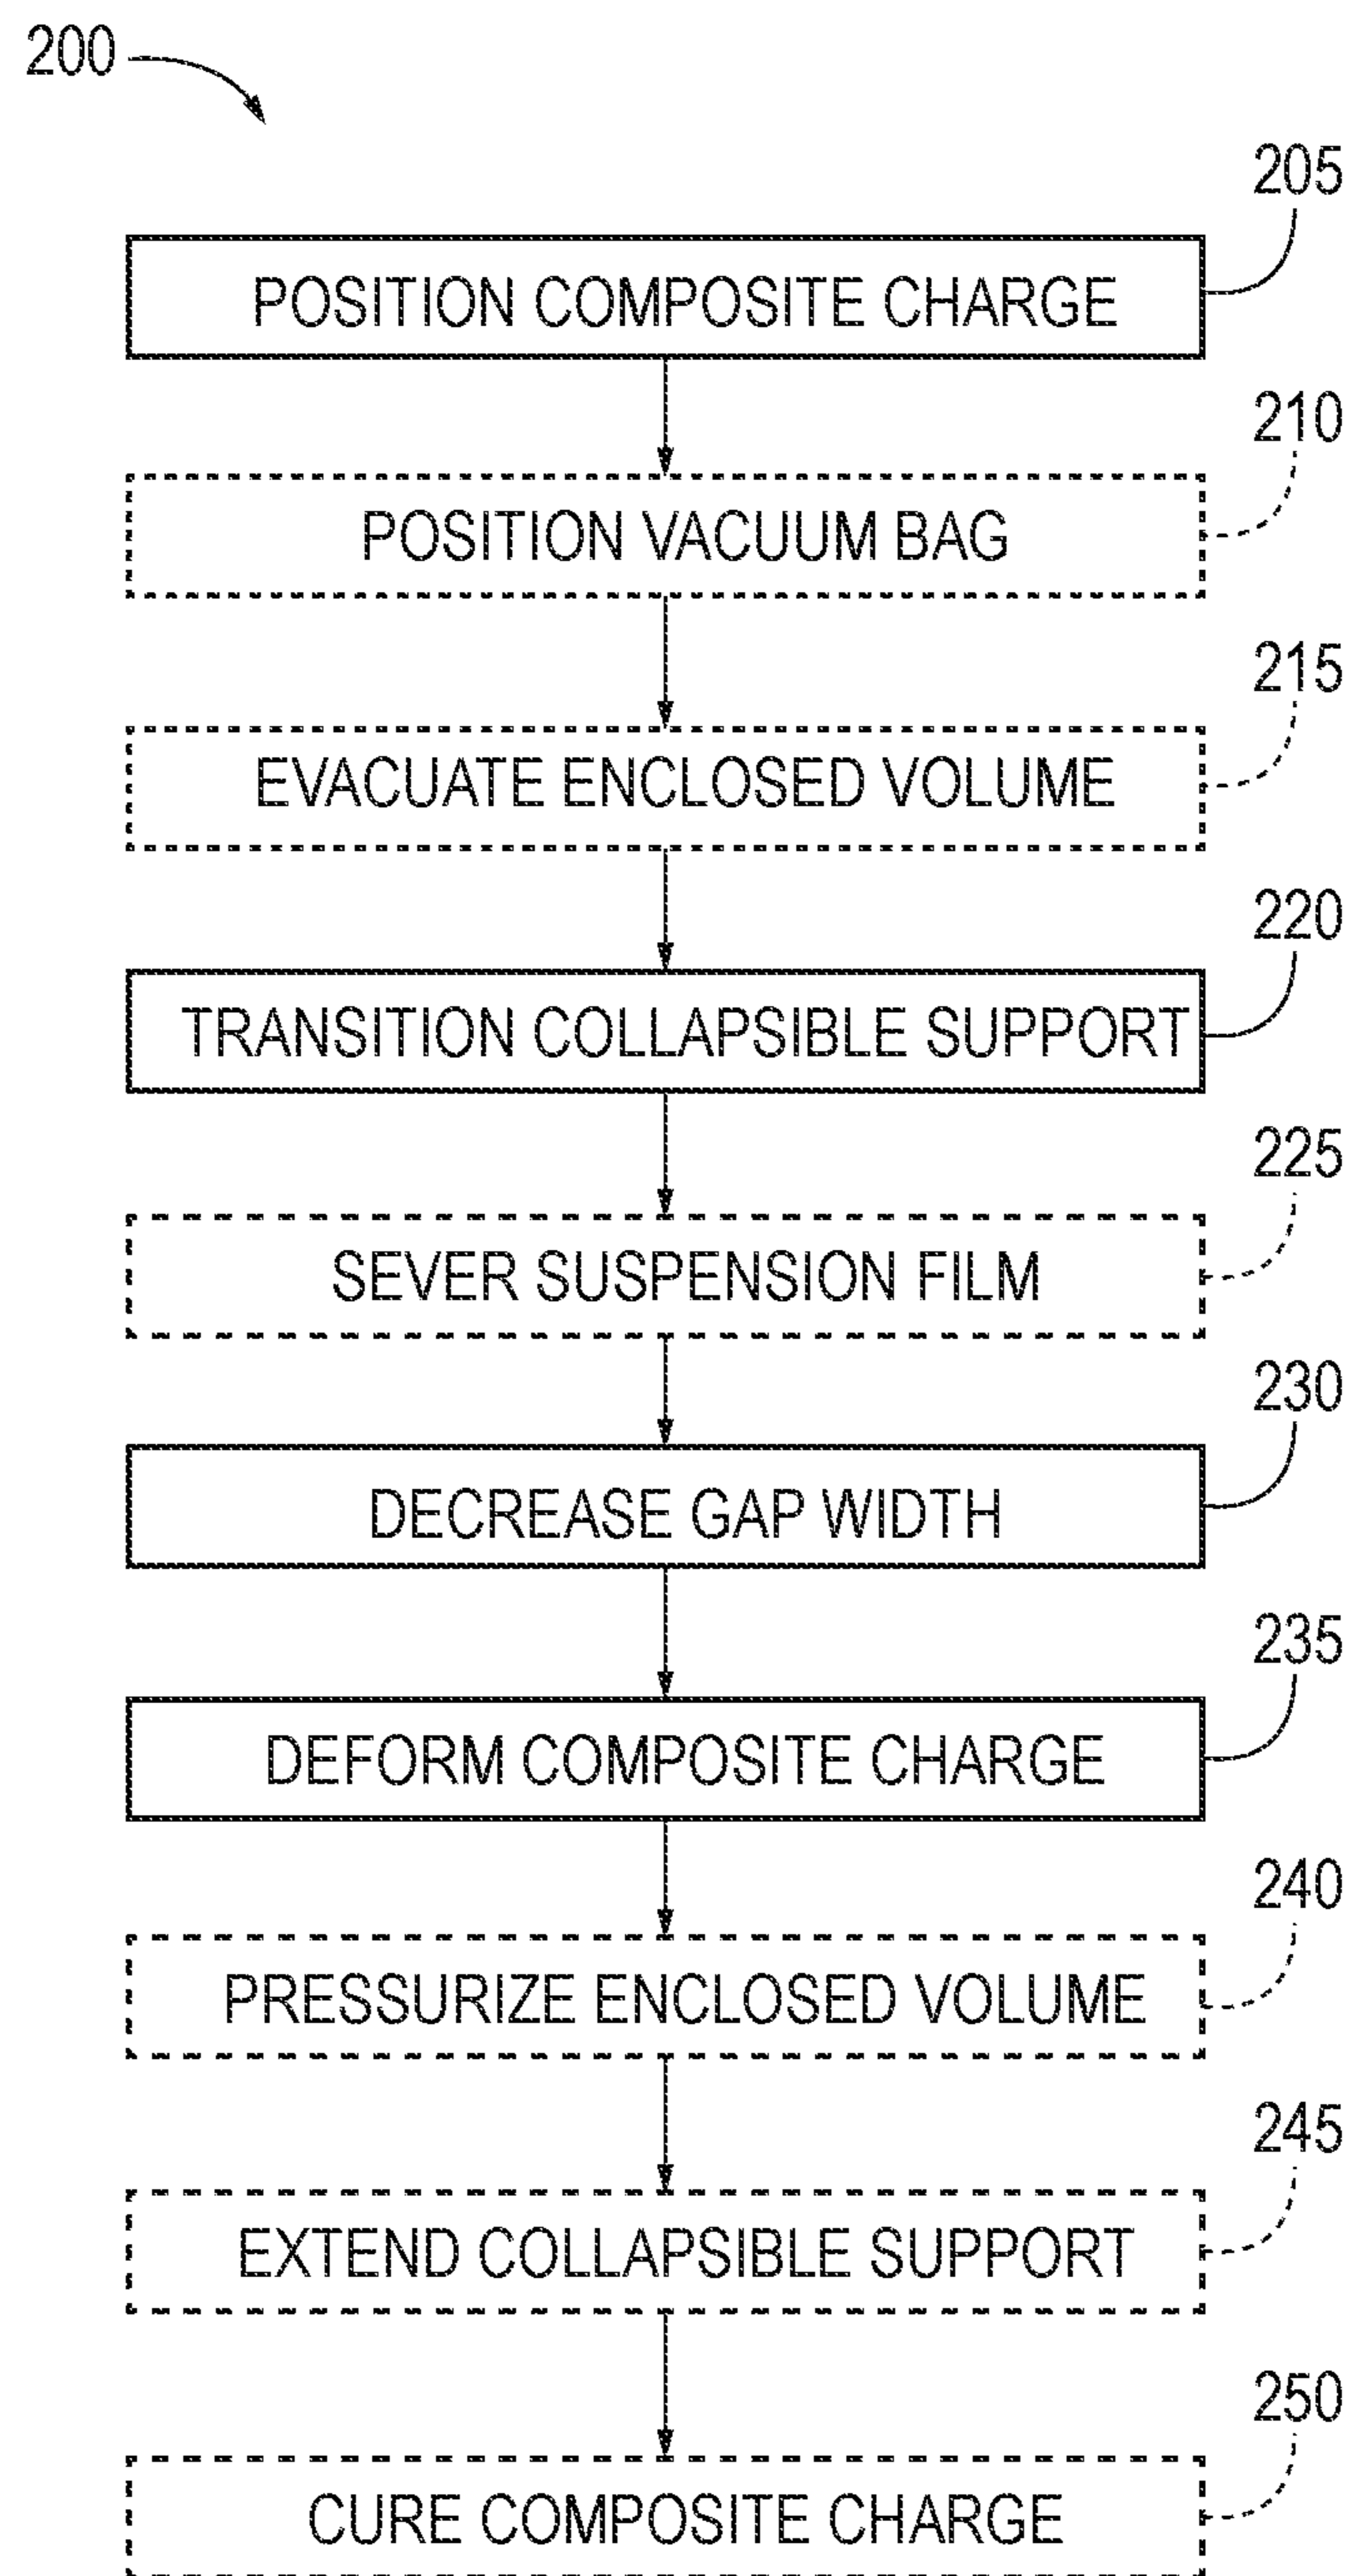 200
205
POSITION COMPOSITE CHARGE
210
POSITION VACUUM BAG
215
EVACUATE ENCLOSED VOLUME
220
TRANSITION COLLAPSIBLE SUPPORT
225
SEVER SUSPENSION FILM
230
DECREASE GAP WIDTH
235
DEFORM COMPOSITE CHARGE
240
PRESSURIZE ENCLOSED VOLUME
245
EXTEND COLLAPSIBLE SUPPORT
250
CURE COMPOSITE CHARGE